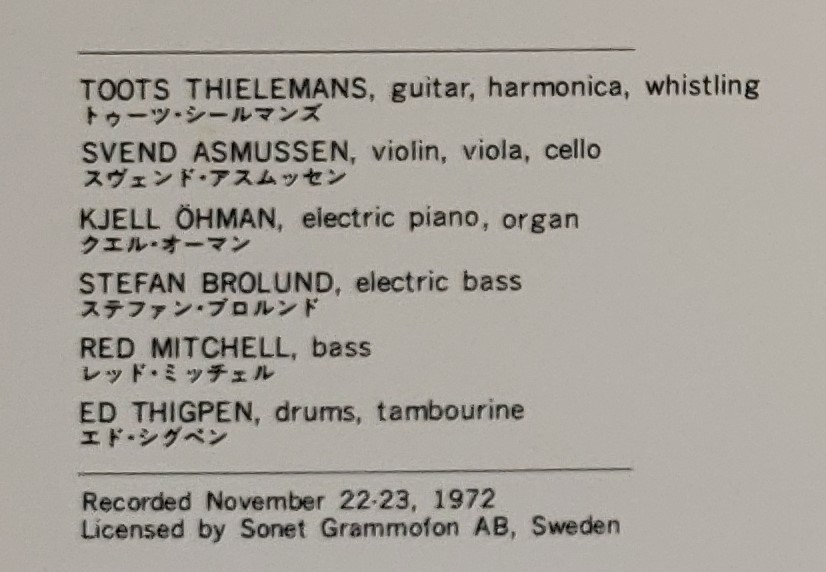 TOOTS THIELEMANS, guitar, harmonica, whistling
トゥーツ・シールマンズ
SVEND ASMUSSEN, violin, viola, cello
スヴェンド・アスムッセン
KJELL ÖHMAN, electric piano, organ
クエル・オーマン
STEFAN BROLUND, electric bass
ステファン・ブロルンド
RED MITCHELL, bass
レッド・ミッチェル
ED THIGPEN, drums, tambourine
エド・シグペン
Recorded November 22-23, 1972
Licensed by Sonet Grammofon AB, Sweden